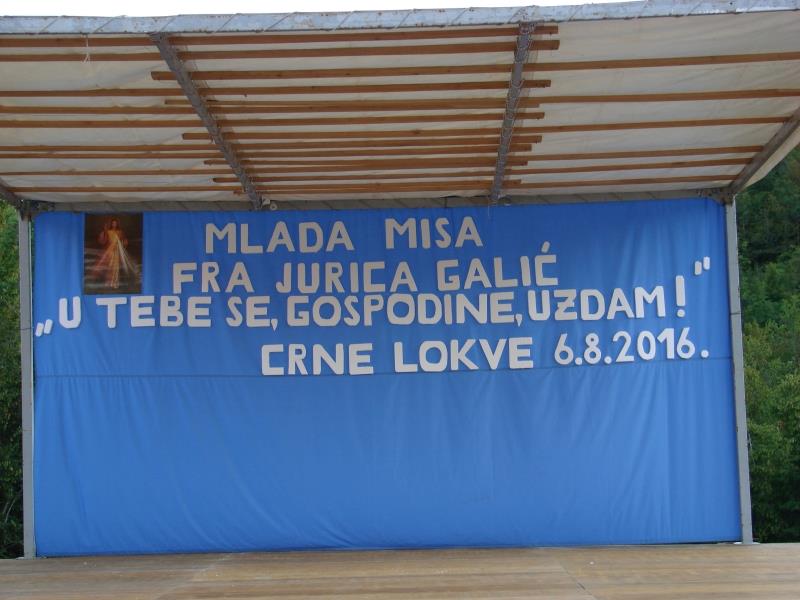 MLADA MISA
FRA JURICA GALIĆ
„U TEBE SE, GOSPODINE, UZDAM!"
CRNE LOKVE 6.8.2016.